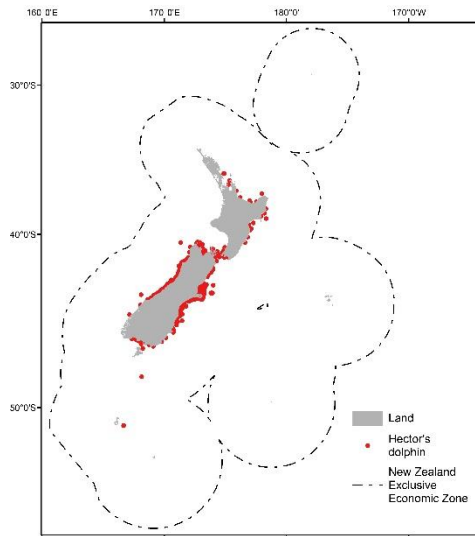 160 0'E 170 0'E 180°0' 170°0'W
30°0'S
40°0'S
50°0'S
Land
Hector's
dolphin
New Zealand
Exclusive
Economic Zone